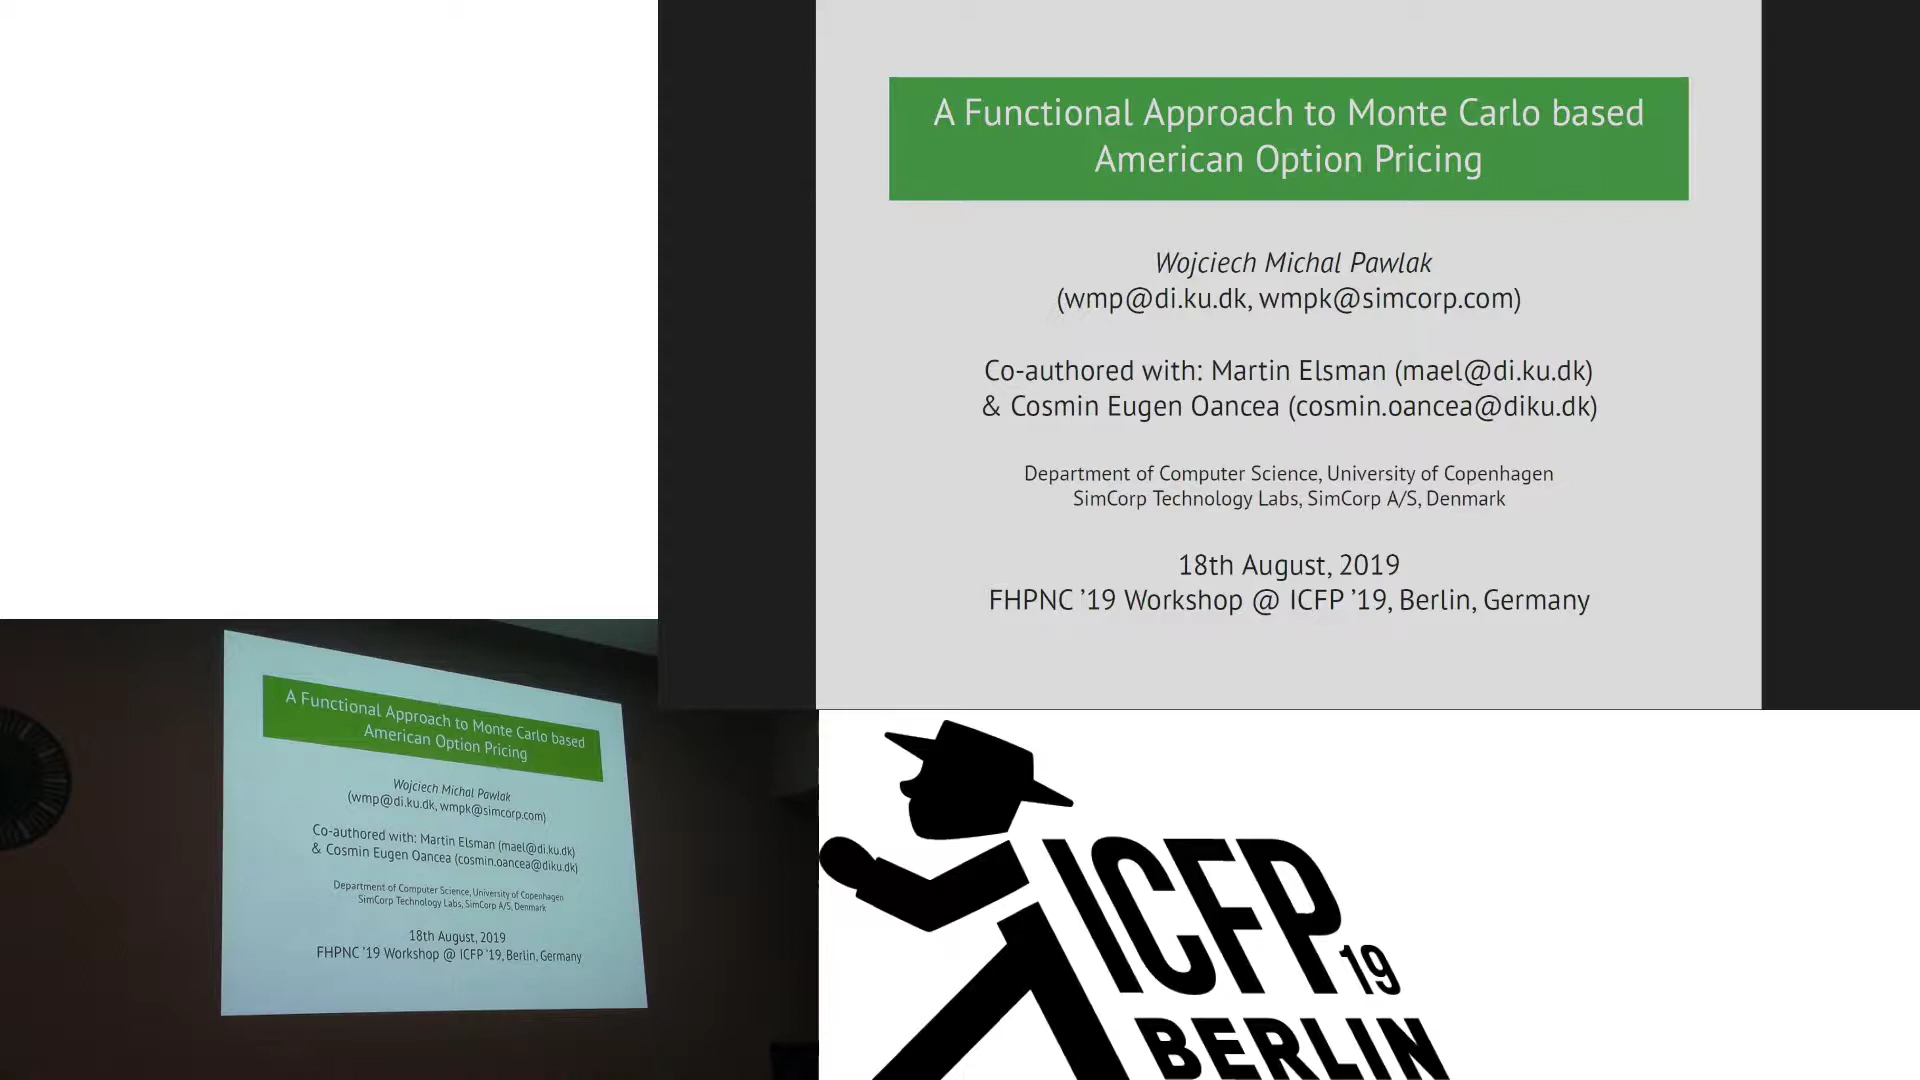 A Functional Approach to Monte Carlo based
American Option Pricing
Wojciech Michal Pawlak
(wmp@di.ku.dk, wmpk@simcorp.com)
Co-authored with: Martin Elsman (mael@di.ku.dk)
& Cosmin Eugen Oancea (cosmin.oancea@diku.dk)
Department of Computer Science, University of Copenhagen
SimCorp Technology Labs, SimCorp A/S, Denmark
18th August, 2019
FHPNC ’19 Workshop @ ICFP ’19, Berlin, Germany
A Functional Approach to Monte Carlo based
American Option Pricing
Wojciech Michal Pawlak
(wmp@di.ku.dk, wmpk@simcorp.com)
Co-authored with: Martin Elsman (mael@di.ku.dk)
& Cosmin Eugen Oancea (cosmin.oancea@diku.dk)
Department of Computer Science, University of Copenhagen
SimCorp Technology Labs, SimCorp A/S, Denmark
18th August, 2019
FHPNC ’19 Workshop @ ICFP ’19, Berlin, Germany
ICFP 19
BERLIN